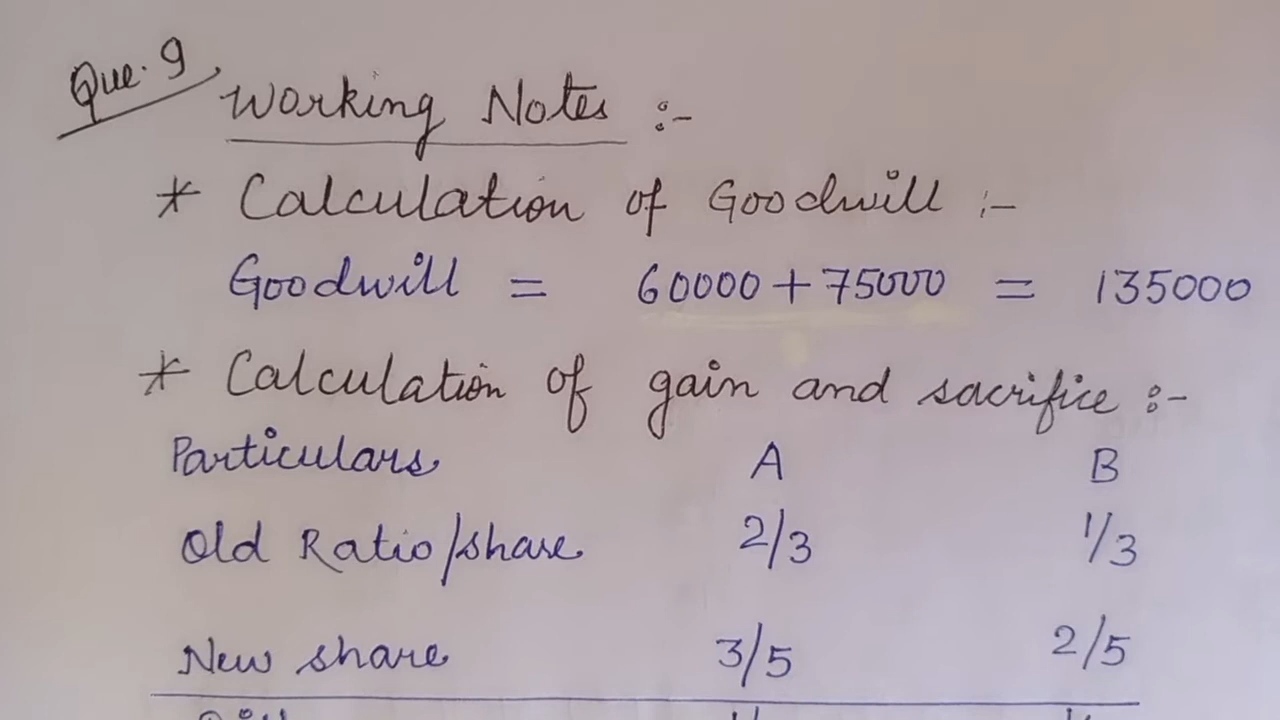 Que. 9
Working Notes :-
* Calculation of Goodwill :-
Goodwill = 60000 + 75000 = 135000
* Calculation of gain and sacrifice :-
Particulars A B
Old Ratio/share 2/3 1/3
New share 3/5 2/5